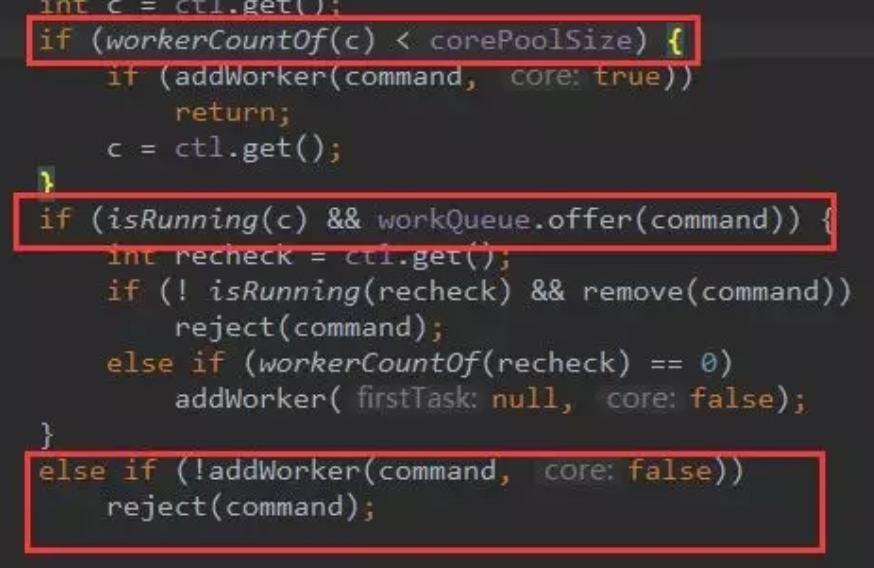 int c = ctl.get();
if (workerCountOf(c) < corePoolSize) {
if (addWorker(command, core: true))
return;
c = ctl.get();
}
if (isRunning(c) && workQueue.offer(command)) {
int recheck = ctl.get();
if (! isRunning(recheck) && remove(command))
reject(command);
else if (workerCountOf(recheck) == 0)
addWorker( firstTask: null, core: false);
}
else if (!addWorker(command, core: false))
reject(command);